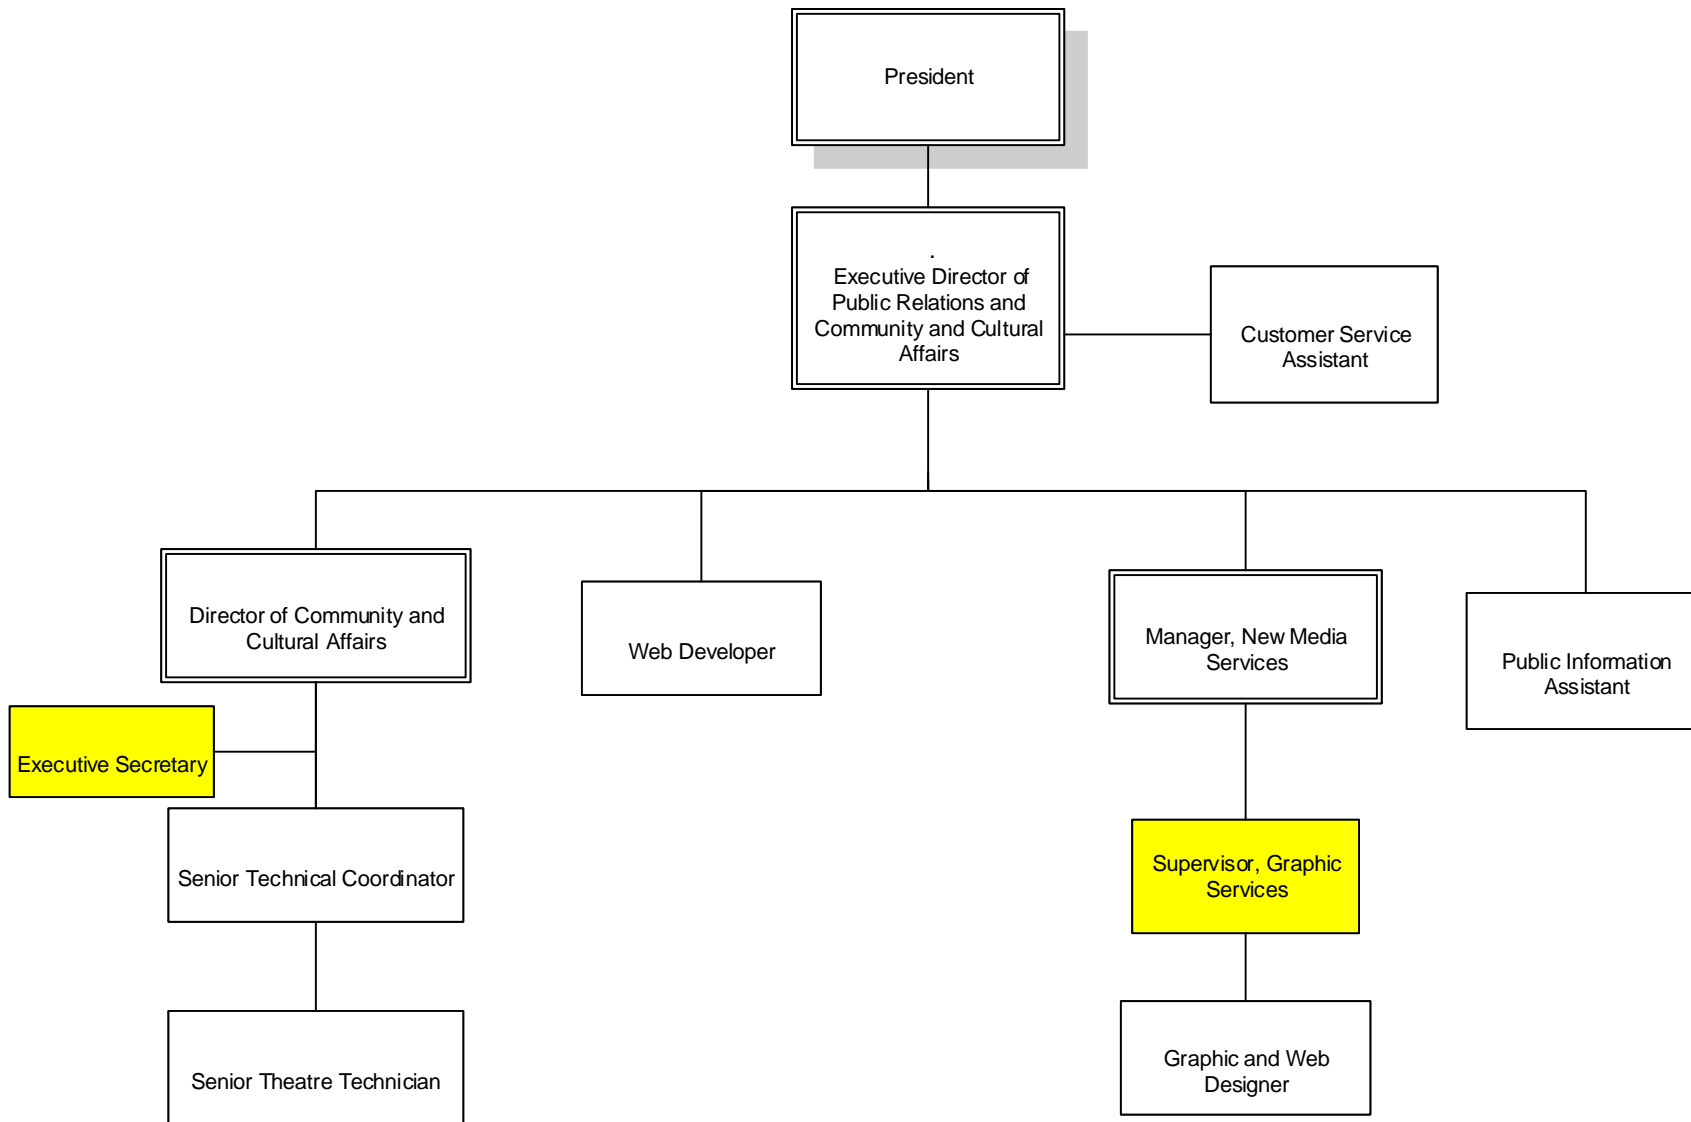 President
.
Executive Director of
Public Relations and
Community and Cultural
Affairs
Customer Service
Assistant
Director of Community and
Cultural Affairs
Web Developer
Manager, New Media
Services
Public Information
Assistant
Executive Secretary
Senior Technical Coordinator
Supervisor, Graphic
Services
Senior Theatre Technician
Graphic and Web
Designer